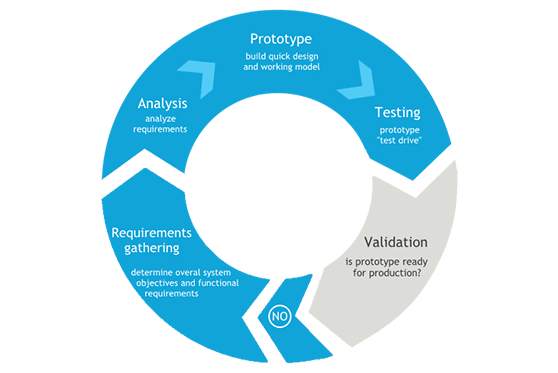 Prototype
build quick design
and working model
Testing
prototype
"test drive"
Validation
is prototype ready
for production?
NO
Requirements
gathering
determine overal system
objectives and functional
requirements
Analysis
analyze
requirements